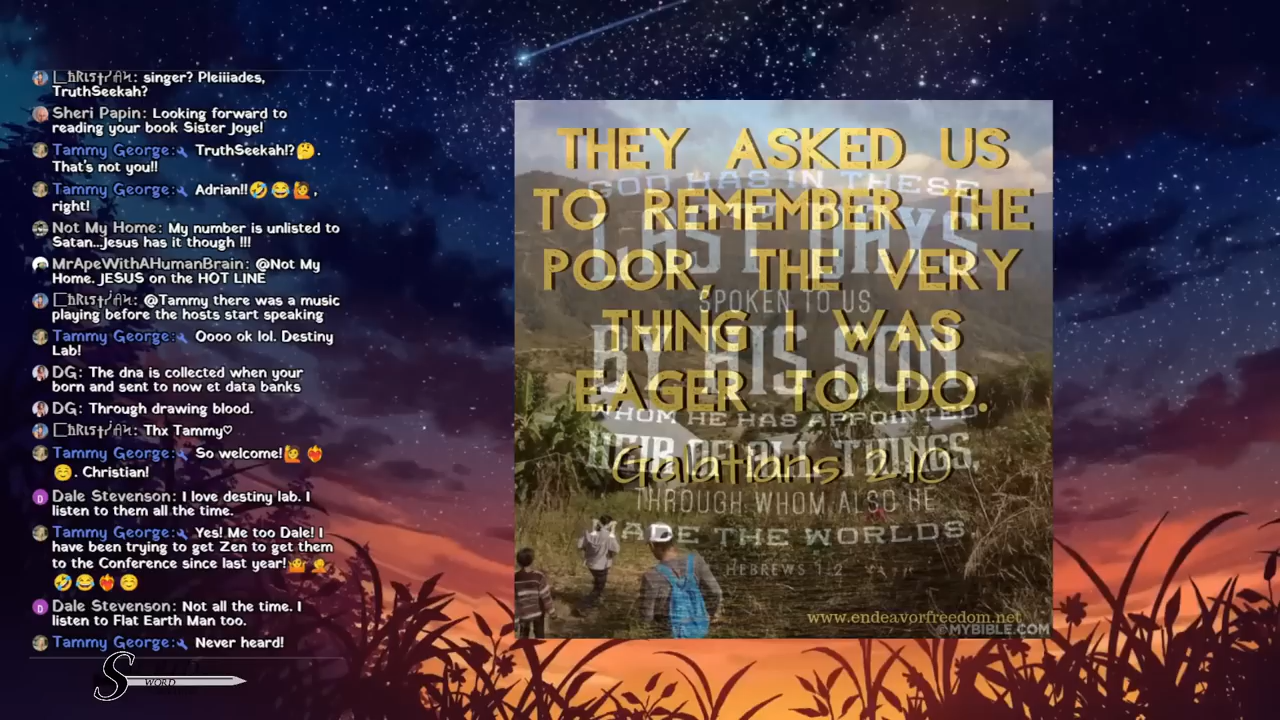 singer? Pleiiiades,
TruthSeekah?
Sheri Papin: Looking forward to
reading your book Sister Joye!
Tammy George: TruthSeekah!?🤔.
That's not you!!
Tammy George: Adrian!!🤣😂🙋,
right!
Not My Home: My number is unlisted to
Satan...Jesus has it though !!!
MrApeWithAHumanBrain: @Not My
Home. JESUS on the HOT LINE
@Tammy there was a music
playing before the hosts start speaking
Tammy George: Oooo ok lol. Destiny
Lab!
DG: The dna is collected when your
born and sent to now et data banks
DG: Through drawing blood.
Thx Tammy♡
Tammy George: So welcome!🙋❤️‍🔥
☺️. Christian!
D Dale Stevenson: I love destiny lab. I
listen to them all the time.
Tammy George: Yes! Me too Dale! I
have been trying to get Zen to get them
to the Conference since last year!
🤣😂❤️‍🔥☺️
D Dale Stevenson: Not all the time. I
listen to Flat Earth Man too.
Tammy George: Never heard!
SWORD
THEY ASKED US
TO REMEMBER THE
POOR, THE VERY
THING I WAS
EAGER TO DO.
Galatians 2:10
www.endeavorfreedom.net
GOD HAS IN THESE
LAST DAYS
SPOKEN TO US
BY HIS SON,
WHOM HE HAS APPOINTED
HEIR OF ALL THINGS,
THROUGH WHOM ALSO HE
MADE THE WORLDS.
HEBREWS 1:2
©MYBIBLE.COM